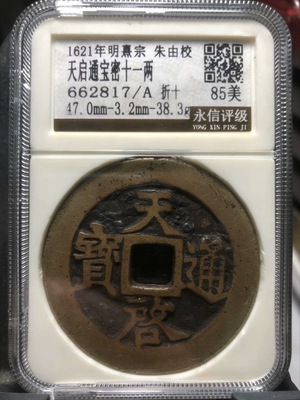 1621年明熹宗 朱由校
天启通宝密十一两
662817/A 折十 85美
47.0mm-3.2mm-38.3g
永信评级
YONG XIN PING JI
天
寶 通
啓